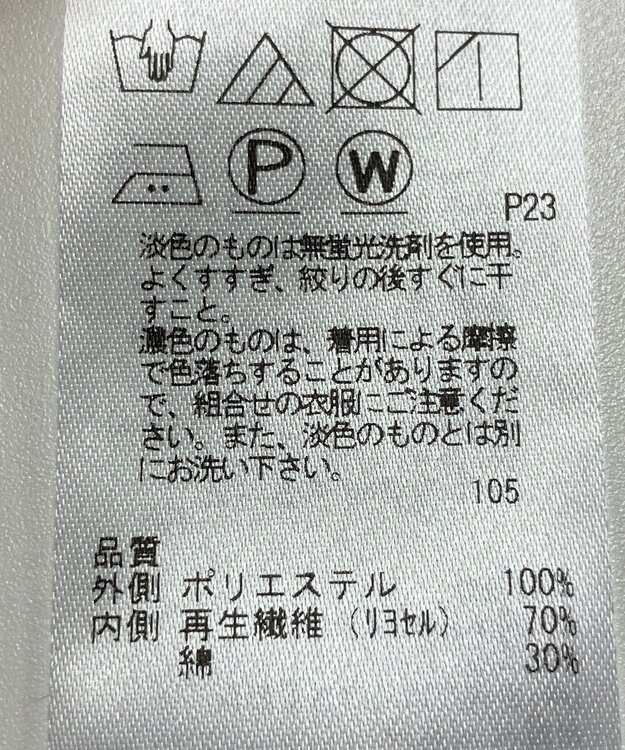 P W
P23
淡色のものは無蛍光洗剤を使用。
よくすすぎ、絞りの後すぐに干
すこと。
濃色のものは、着用による摩擦
で色落ちすることがありますの
で、組合せの衣服にご注意くだ
さい。また、淡色のものとは別
にお洗い下さい。
105
品質
外側 ポリエステル 100%
内側 再生繊維（リヨセル） 70%
綿 30%